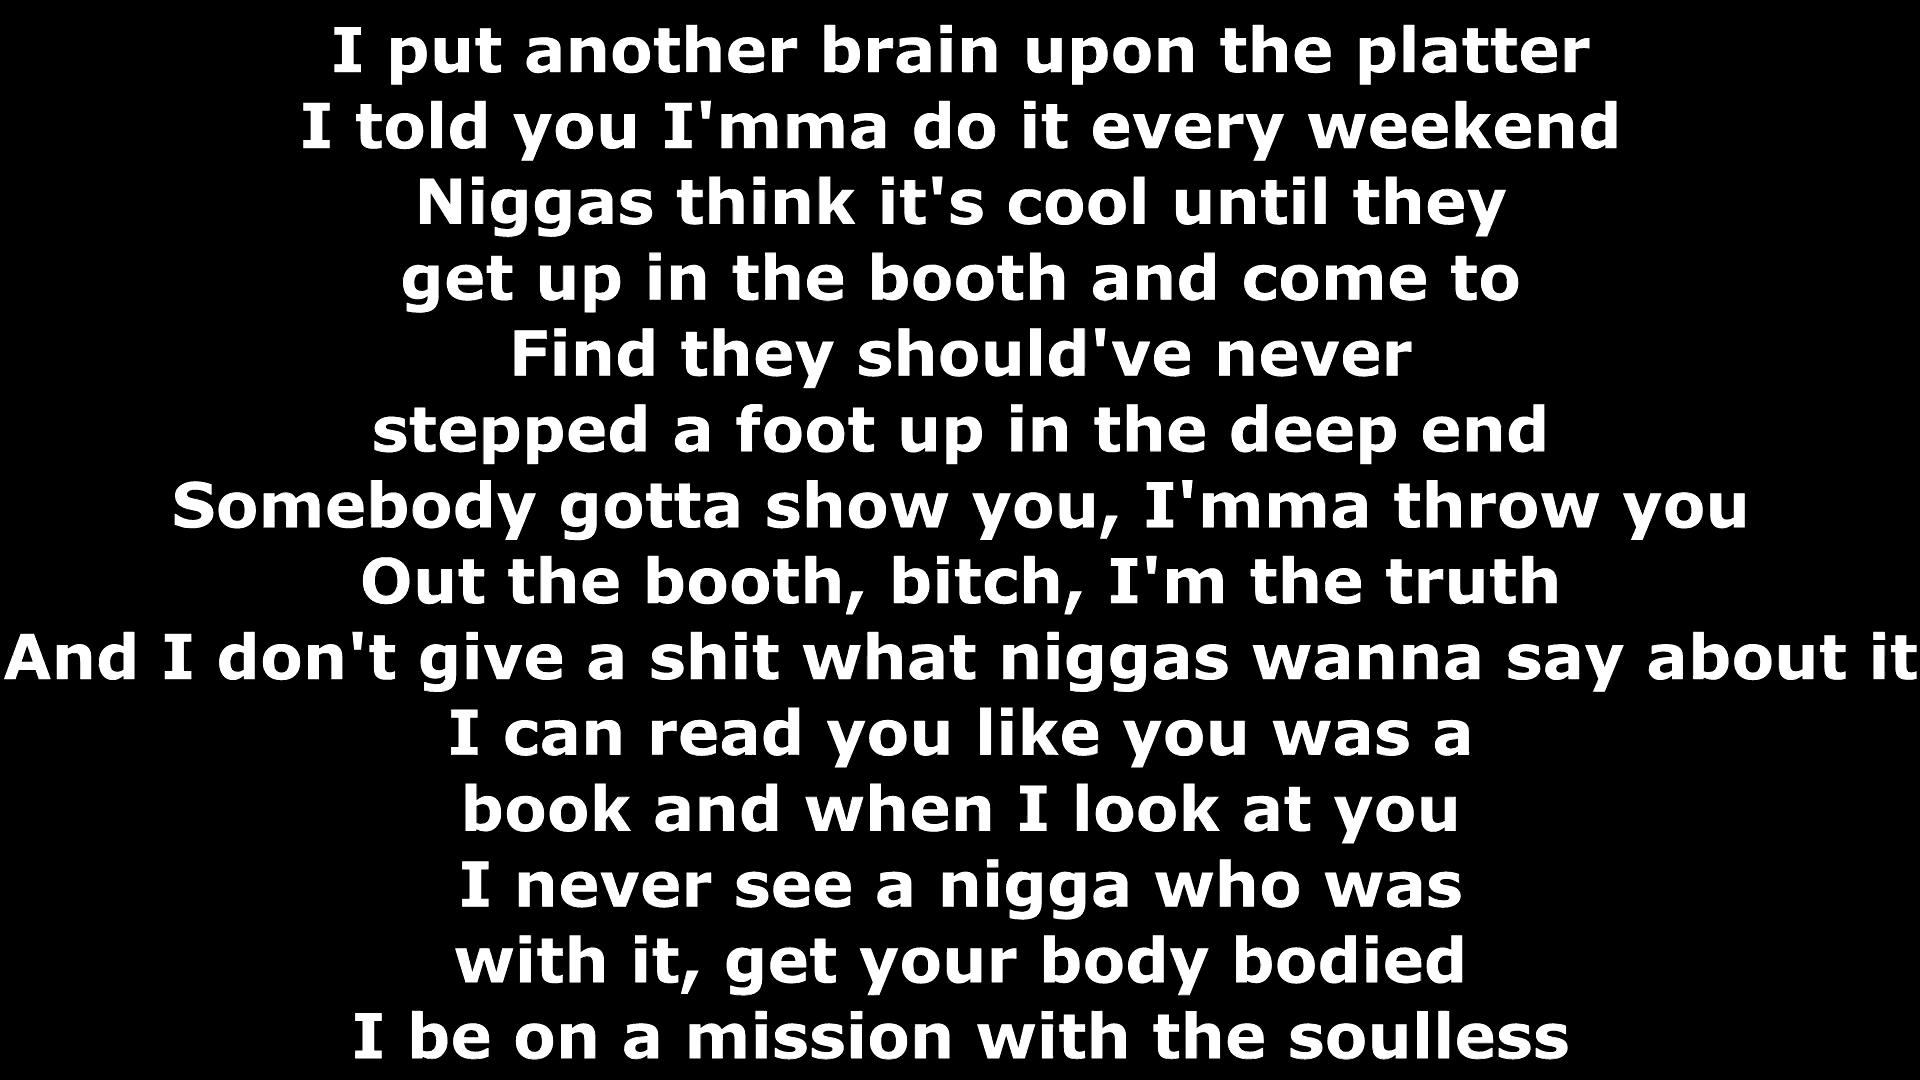 I put another brain upon the platter
I told you I'mma do it every weekend
Niggas think it's cool until they
get up in the booth and come to
Find they should've never
stepped a foot up in the deep end
Somebody gotta show you, I'mma throw you
Out the booth, bitch, I'm the truth
And I don't give a shit what niggas wanna say about it
I can read you like you was a
book and when I look at you
I never see a nigga who was
with it, get your body bodied
I be on a mission with the soulless